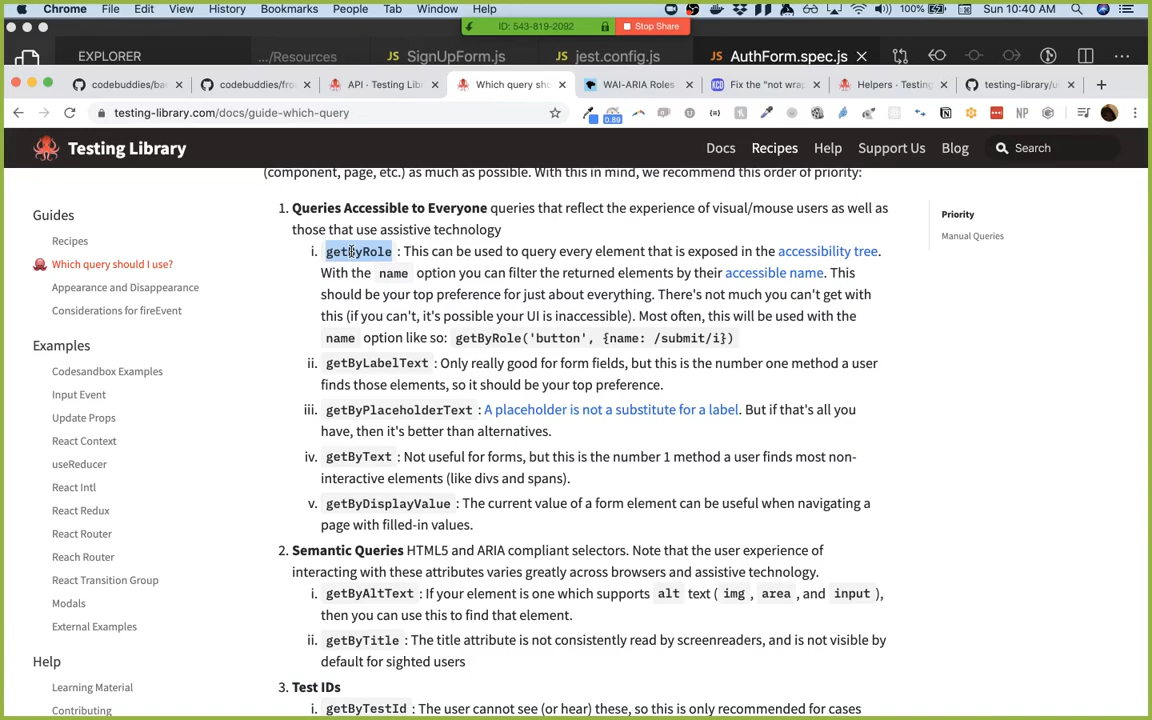 Chrome File Edit View History Bookmarks People Tab Window Help 100% Sun 10:40 AM
ID: 543-819-2092 Stop Share
EXPLORER .../Resources JS SignUpForm.js JS jest.config.js JS AuthForm.spec.js
codebuddies/ba codebuddies/fro API - Testing Lib Which query sho WAI-ARIA Roles Fix the "not wrap Helpers - Testing testing-library/u
testing-library.com/docs/guide-which-query 0.89 NP
Testing Library Docs Recipes Help Support Us Blog Search
(component, page, etc.) as much as possible. With this in mind, we recommend this order of priority:
Guides
Recipes
Which query should I use?
Appearance and Disappearance
Considerations for fireEvent
Examples
Codesandbox Examples
Input Event
Update Props
React Context
useReducer
React Intl
React Redux
React Router
Reach Router
React Transition Group
Modals
External Examples
Help
Learning Material
Contributing
1. Queries Accessible to Everyone queries that reflect the experience of visual/mouse users as well as
those that use assistive technology
i. getByRole : This can be used to query every element that is exposed in the accessibility tree.
With the name option you can filter the returned elements by their accessible name. This
should be your top preference for just about everything. There's not much you can't get with
this (if you can't, it's possible your UI is inaccessible). Most often, this will be used with the
name option like so: getByRole('button', {name: /submit/i})
ii. getByLabelText : Only really good for form fields, but this is the number one method a user
finds those elements, so it should be your top preference.
iii. getByPlaceholderText : A placeholder is not a substitute for a label. But if that's all you
have, then it's better than alternatives.
iv. getByText : Not useful for forms, but this is the number 1 method a user finds most non-
interactive elements (like divs and spans).
v. getByDisplayValue : The current value of a form element can be useful when navigating a
page with filled-in values.
2. Semantic Queries HTML5 and ARIA compliant selectors. Note that the user experience of
interacting with these attributes varies greatly across browsers and assistive technology.
i. getByAltText : If your element is one which supports alt text ( img , area , and input ),
then you can use this to find that element.
ii. getByTitle : The title attribute is not consistently read by screenreaders, and is not visible by
default for sighted users
3. Test IDs
i. getByTestId : The user cannot see (or hear) these, so this is only recommended for cases
Priority
Manual Queries